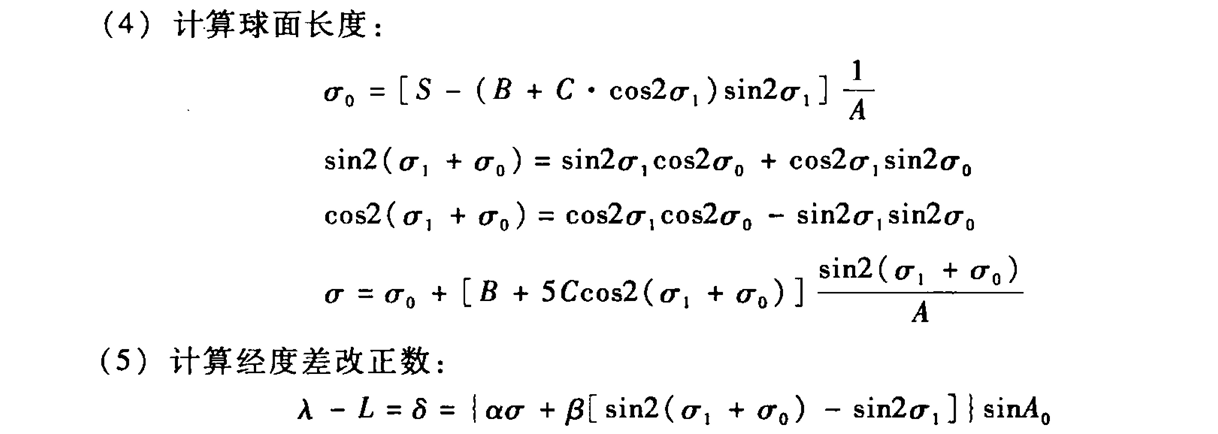 (4) 计算球面长度:
σ₀ = [S - (B + C·cos2σ₁)sin2σ₁] 1/A
sin2(σ₁ + σ₀) = sin2σ₁cos2σ₀ + cos2σ₁sin2σ₀
cos2(σ₁ + σ₀) = cos2σ₁cos2σ₀ - sin2σ₁sin2σ₀
σ = σ₀ + [B + 5Ccos2(σ₁ + σ₀)] sin2(σ₁ + σ₀)/A
(5) 计算经度差改正数:
λ - L = δ = {ασ + β[sin2(σ₁ + σ₀) - sin2σ₁]}sinA₀